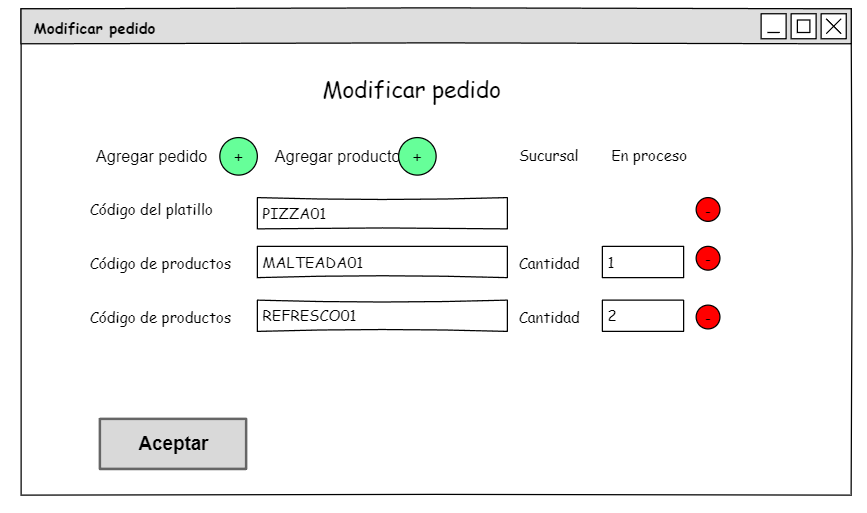 Modificar pedido
Modificar pedido
Agregar pedido + Agregar producto + Sucursal En proceso
Código del platillo PIZZA01 -
Código de productos MALTEADA01 Cantidad 1 -
Código de productos REFRESCO01 Cantidad 2 -
Aceptar